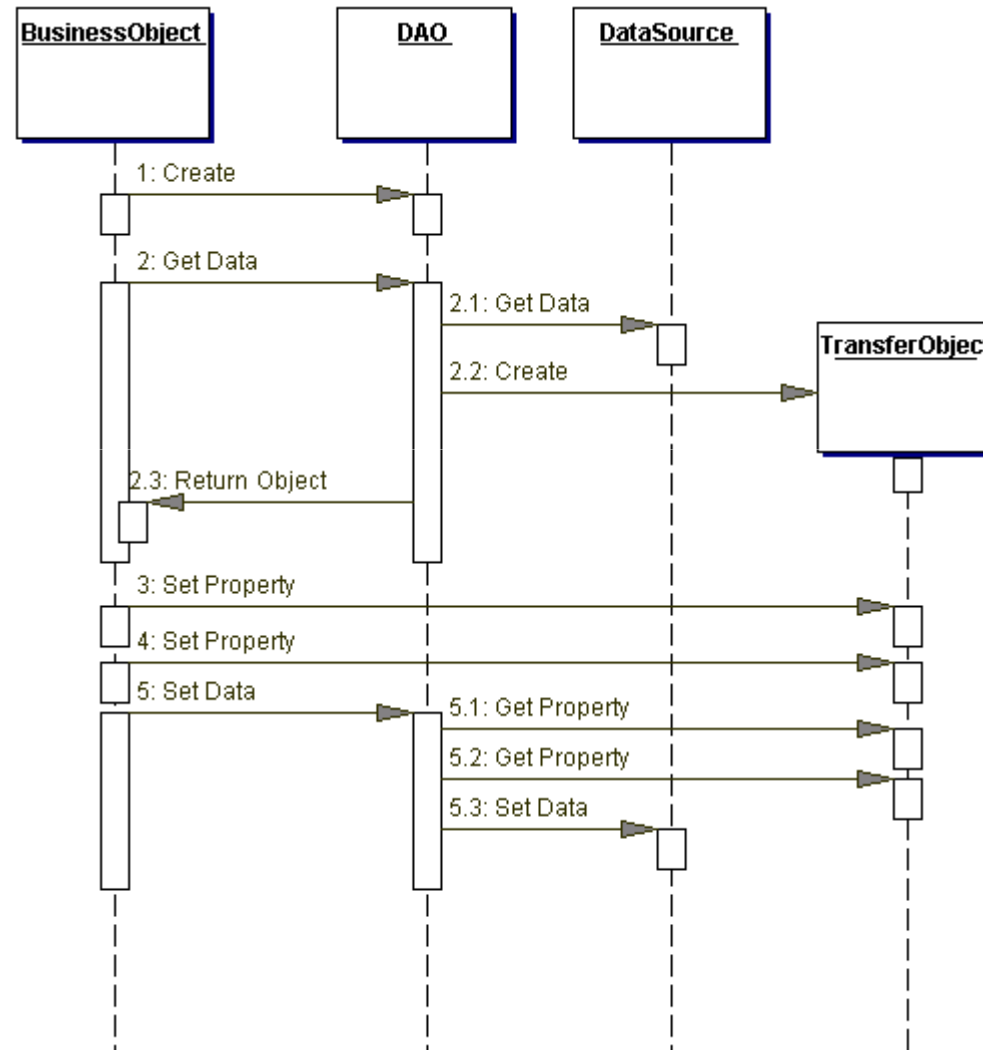 BusinessObject
DAO
DataSource
1: Create
2: Get Data
2.1: Get Data
TransferObjec
2.2: Create
2.3: Return Object
3: Set Property
4: Set Property
5: Set Data
5.1: Get Property
5.2: Get Property
5.3: Set Data